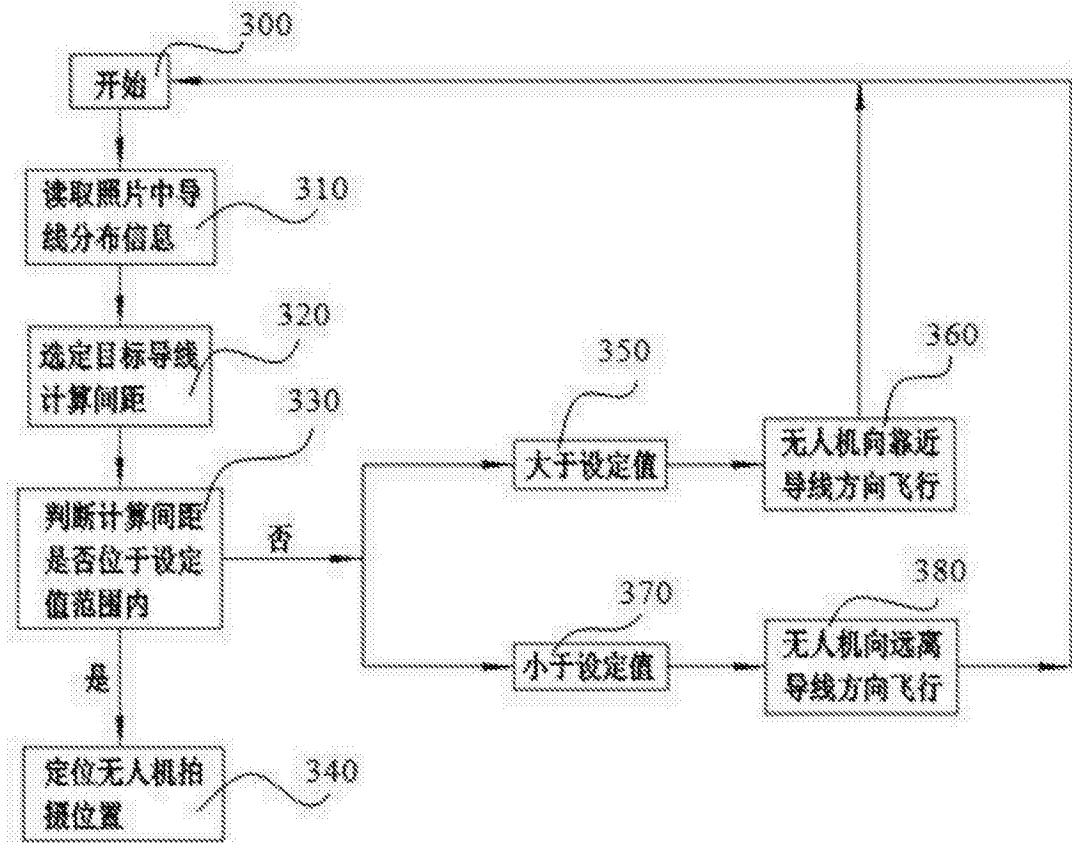 300
开始
读取照片中导
线分布信息
310
选定目标导线
计算间距
320
判断计算间距
是否位于设定
值范围内
330
否
是
定位无人机拍
摄位置
340
大于设定值
350
无人机向靠近
导线方向飞行
360
小于设定值
370
无人机向远离
导线方向飞行
380